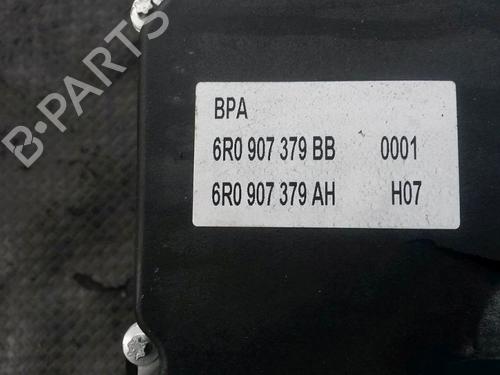 B-PARTS
BPA
6R0 907 379 BB 0001
6R0 907 379 AH H07